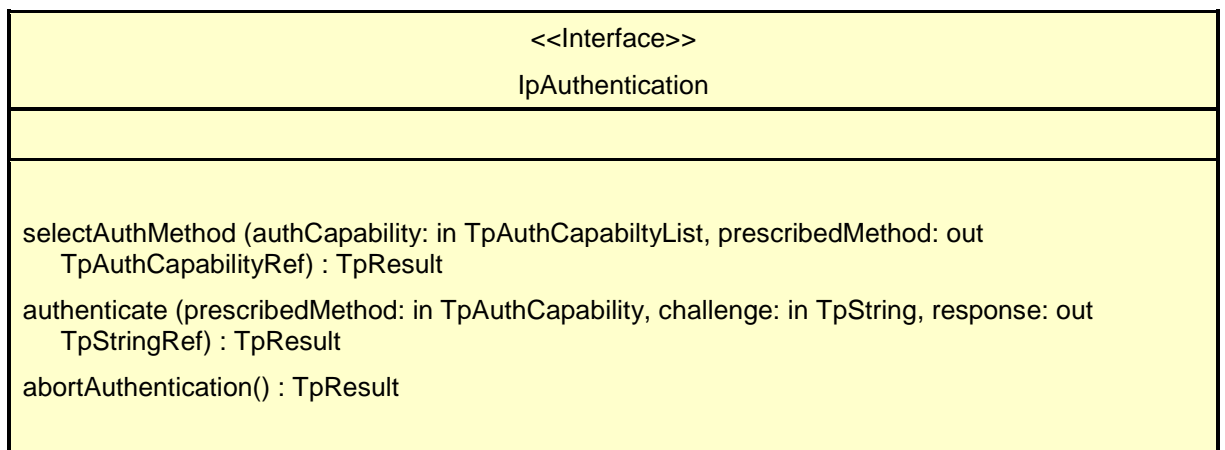 <<Interface>>
IpAuthentication
selectAuthMethod (authCapability: in TpAuthCapabiltyList, prescribedMethod: out
TpAuthCapabilityRef) : TpResult
authenticate (prescribedMethod: in TpAuthCapability, challenge: in TpString, response: out
TpStringRef) : TpResult
abortAuthentication() : TpResult